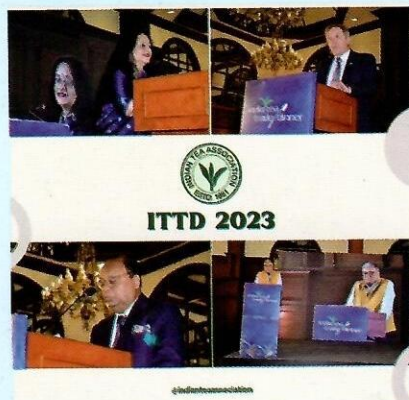 INDIAN TEA ASSOCIATION
ESTD 1881
ITTD 2023
@indianteaassociation